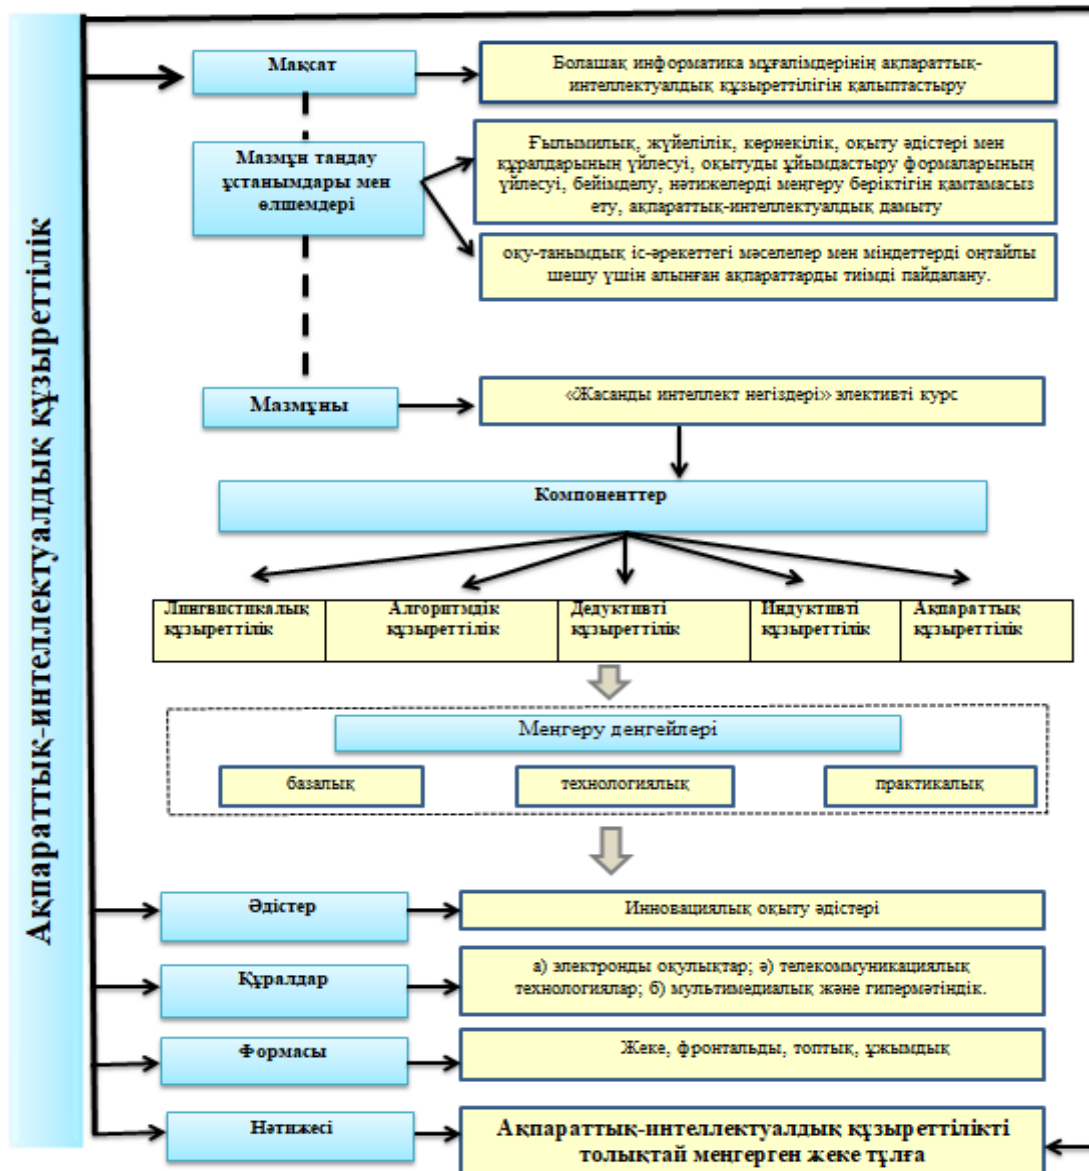 Ақпараттық-интеллектуалдық құзыреттілік
Мақсат
Болашақ информатика мұғалімдерінің ақпараттық-
интеллектуалдық құзыреттілігін қалыптастыру
Мазмұн таңдау
ұстанымдары мен
өлшемдері
Ғылымилық, жүйелілік, көрнекілік, оқыту әдістері мен
құралдарының үйлесуі, оқытуды ұйымдастыру формаларының
үйлесуі, бейімделу, нәтижелерді меңгеру беріктігін қамтамасыз
ету, ақпараттық-интеллектуалдық дамыту
оқу-танымдық іс-әрекеттегі мәселелер мен міндеттерді оңтайлы
шешу үшін алынған ақпараттарды тиімді пайдалану.
Мазмұны
«Жасанды интеллект негіздері» элективті курс
Компоненттер
Лингвистикалық
құзыреттілік
Алгоритмдік
құзыреттілік
Дедуктивті
құзыреттілік
Индуктивті
құзыреттілік
Ақпараттық
құзыреттілік
Меңгеру деңгейлері
базалық
технологиялық
практикалық
Әдістер
Инновациялық оқыту әдістері
Құралдар
а) электронды оқулықтар; ә) телекоммуникациялық
технологиялар; б) мультимедиалық және гипермәтіндік.
Формасы
Жеке, фронтальды, топтық, ұжымдық
Нәтижесі
Ақпараттық-интеллектуалдық құзыреттілікті
толықтай меңгерген жеке тұлға